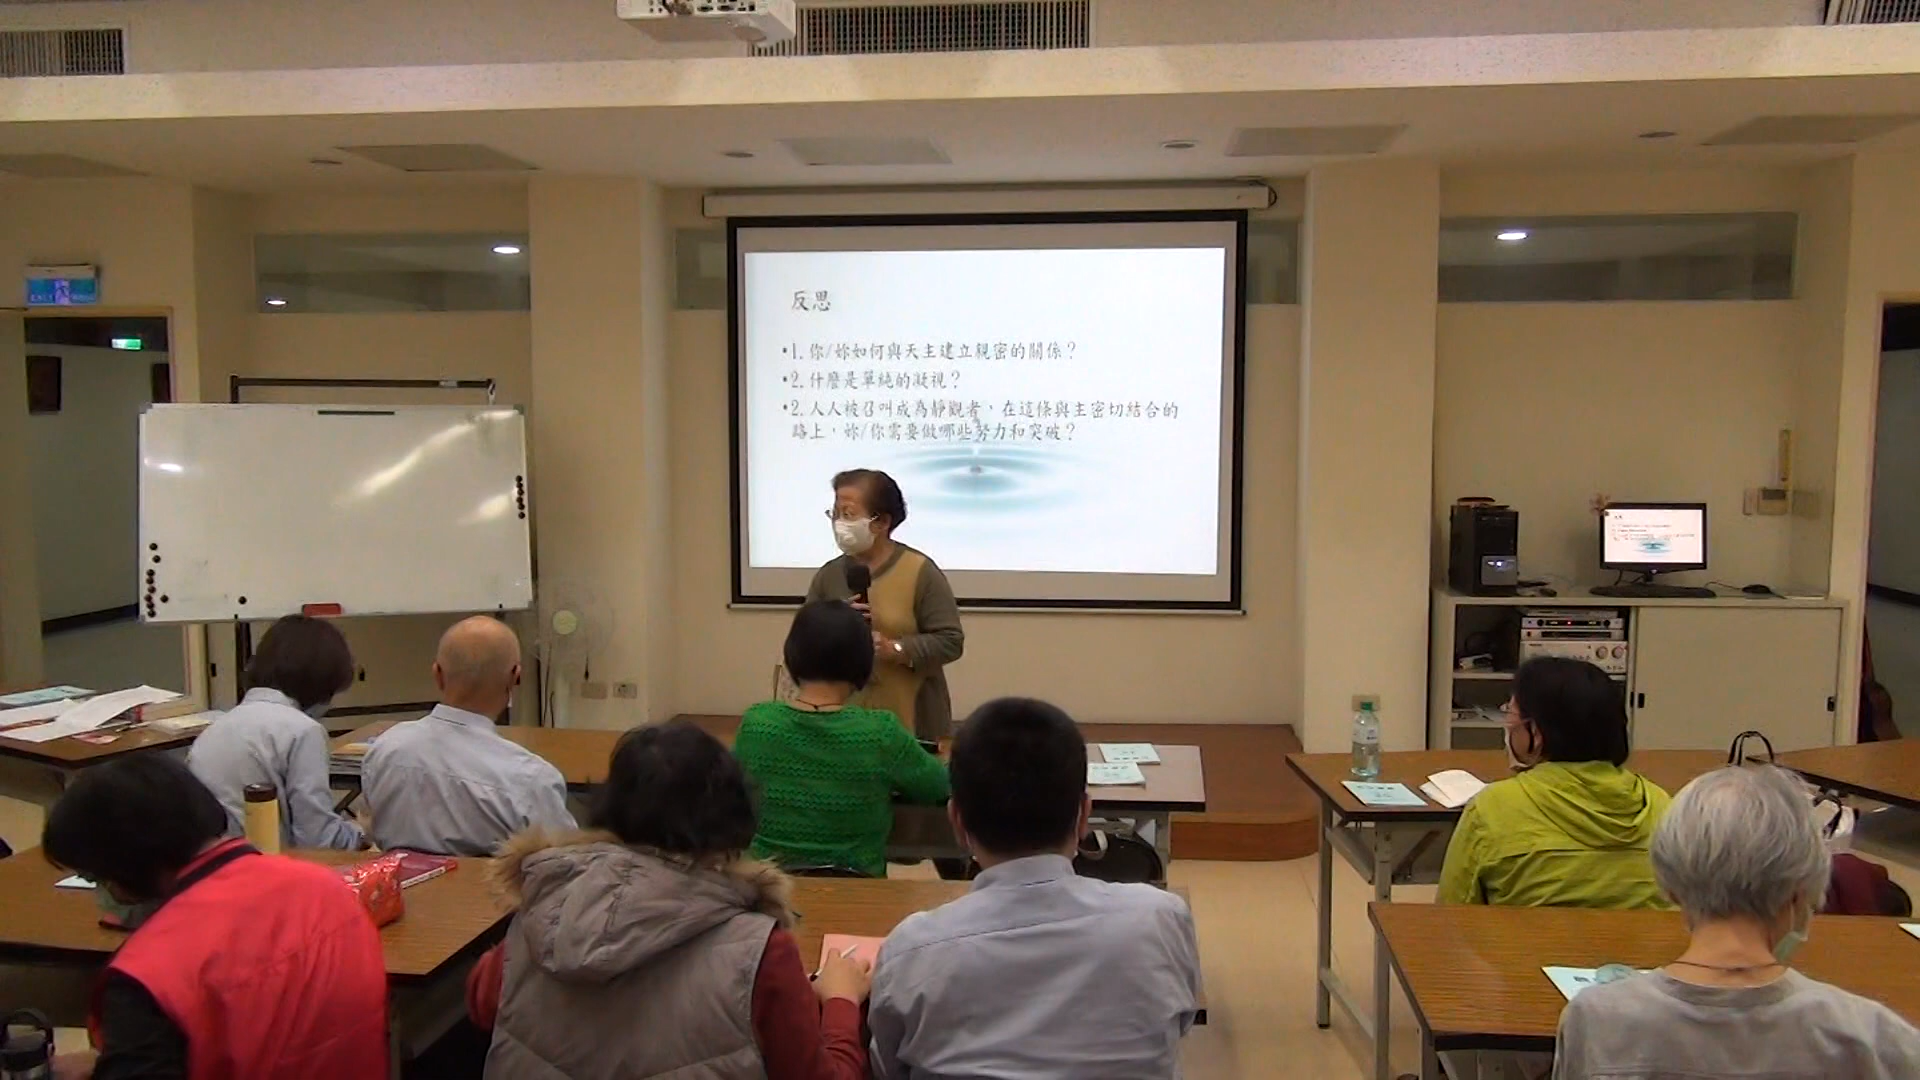 反思
•1. 你/妳如何與天主建立親密的關係？
•2. 什麼是單純的凝視？
•2. 人人被召叫成為靜觀者，在這條與主密切結合的
路上，妳/你需要做哪些努力和突破？